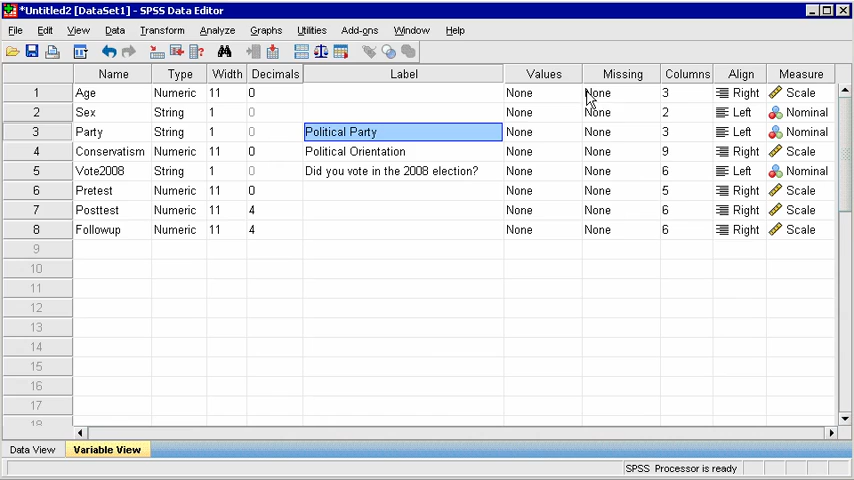 *Untitled2 [DataSet1] - SPSS Data Editor
File Edit View Data Transform Analyze Graphs Utilities Add-ons Window Help
Name Type Width Decimals Label Values Missing Columns Align Measure
1 Age Numeric 11 0 None None 3 Right Scale
2 Sex String 1 0 None None 2 Left Nominal
3 Party String 1 0 Political Party None None 3 Left Nominal
4 Conservatism Numeric 11 0 Political Orientation None None 9 Right Scale
5 Vote2008 String 1 0 Did you vote in the 2008 election? None None 6 Left Nominal
6 Pretest Numeric 11 0 None None 5 Right Scale
7 Posttest Numeric 11 4 None None 6 Right Scale
8 Followup Numeric 11 4 None None 6 Right Scale
9
10
11
12
13
14
15
16
17
18
Data View Variable View
SPSS Processor is ready